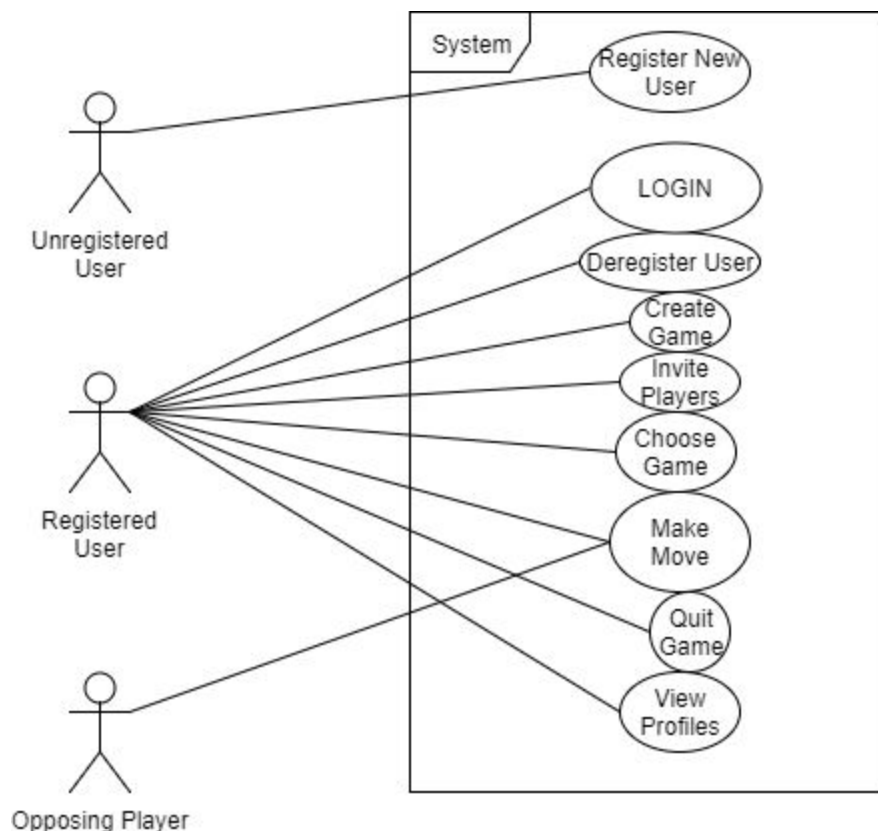 System
Register New
User
Unregistered
User
LOGIN
Deregister User
Create
Game
Invite
Players
Choose
Game
Registered
User
Make
Move
Quit
Game
View
Profiles
Opposing Player